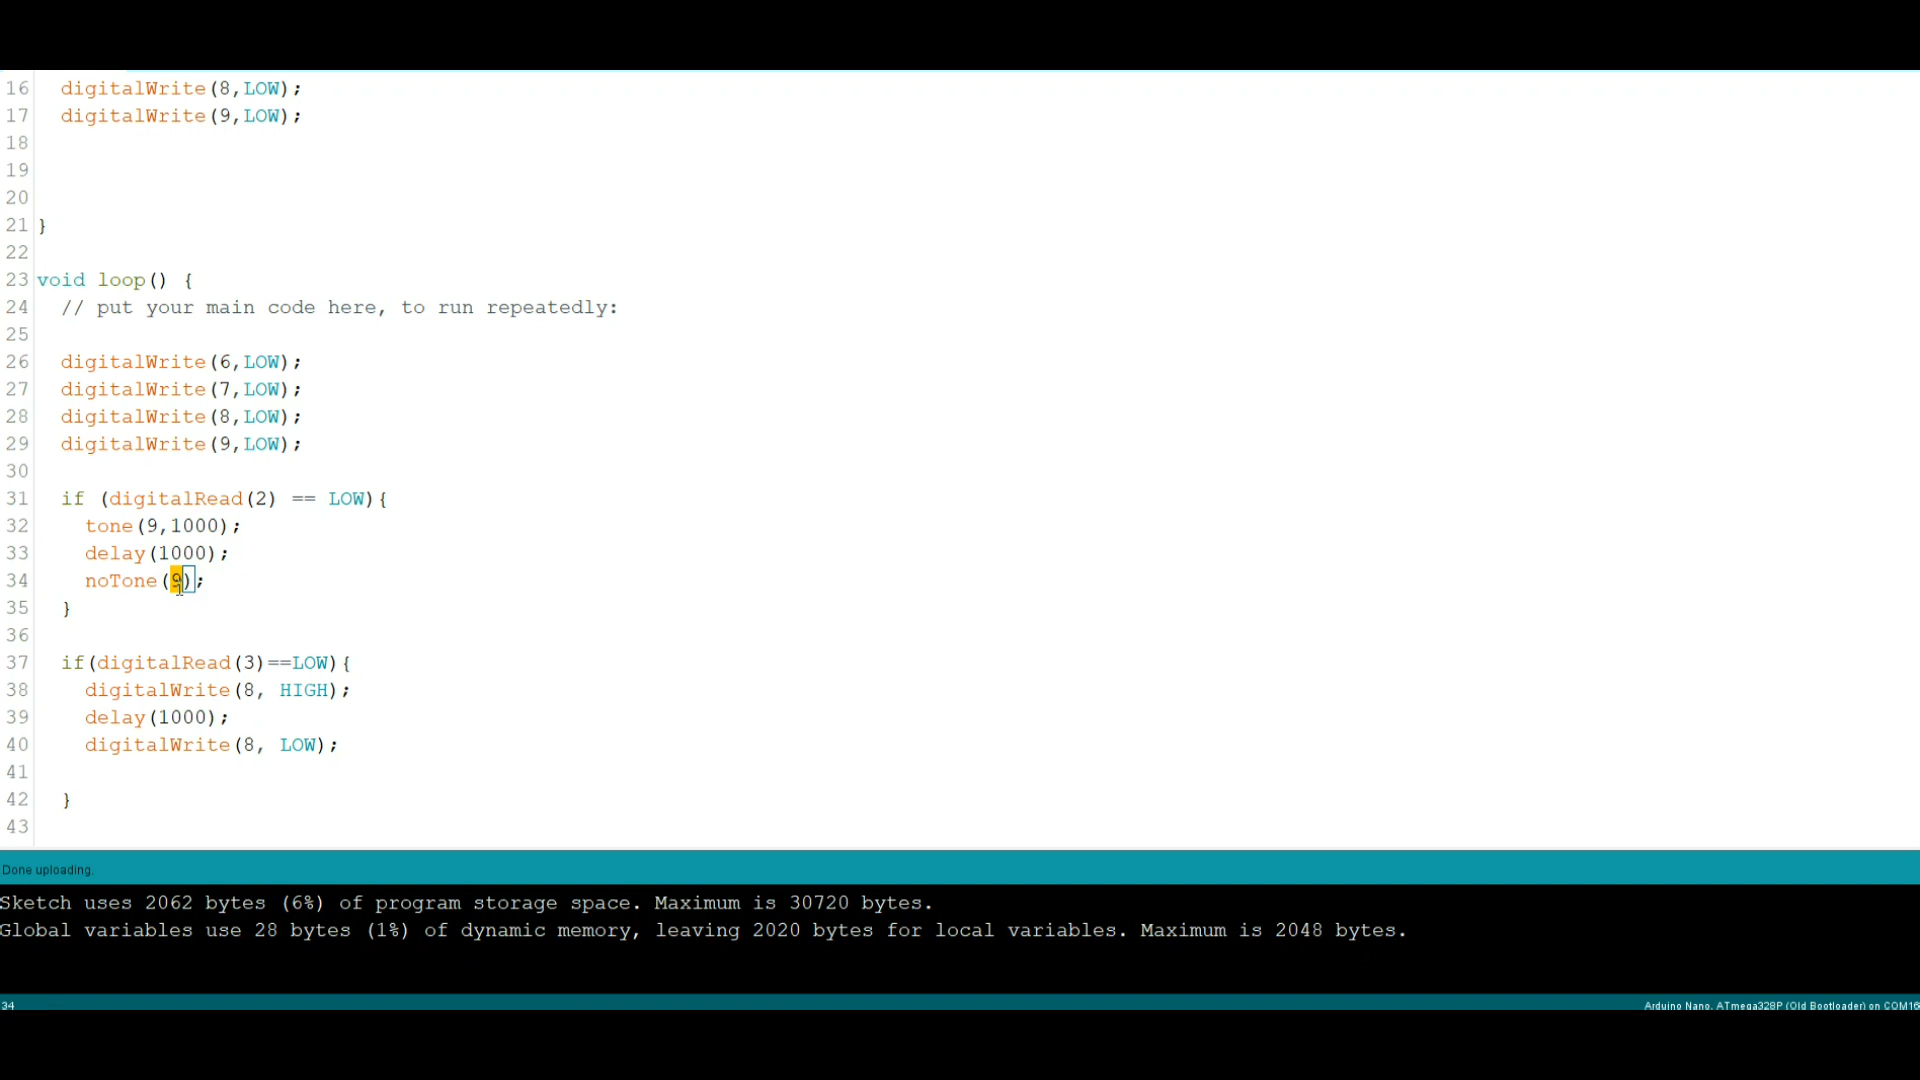 16 digitalWrite(8,LOW);
17 digitalWrite(9,LOW);
18
19
20
21 }
22
23 void loop() {
24 // put your main code here, to run repeatedly:
25
26 digitalWrite(6,LOW);
27 digitalWrite(7,LOW);
28 digitalWrite(8,LOW);
29 digitalWrite(9,LOW);
30
31 if (digitalRead(2) == LOW){
32 tone(9,1000);
33 delay(1000);
34 noTone(9);
35 }
36
37 if(digitalRead(3)==LOW){
38 digitalWrite(8, HIGH);
39 delay(1000);
40 digitalWrite(8, LOW);
41
42 }
43
Done uploading.
Sketch uses 2062 bytes (6%) of program storage space. Maximum is 30720 bytes.
Global variables use 28 bytes (1%) of dynamic memory, leaving 2020 bytes for local variables. Maximum is 2048 bytes.
34 Arduino Nano, ATmega328P (Old Bootloader) on COM16